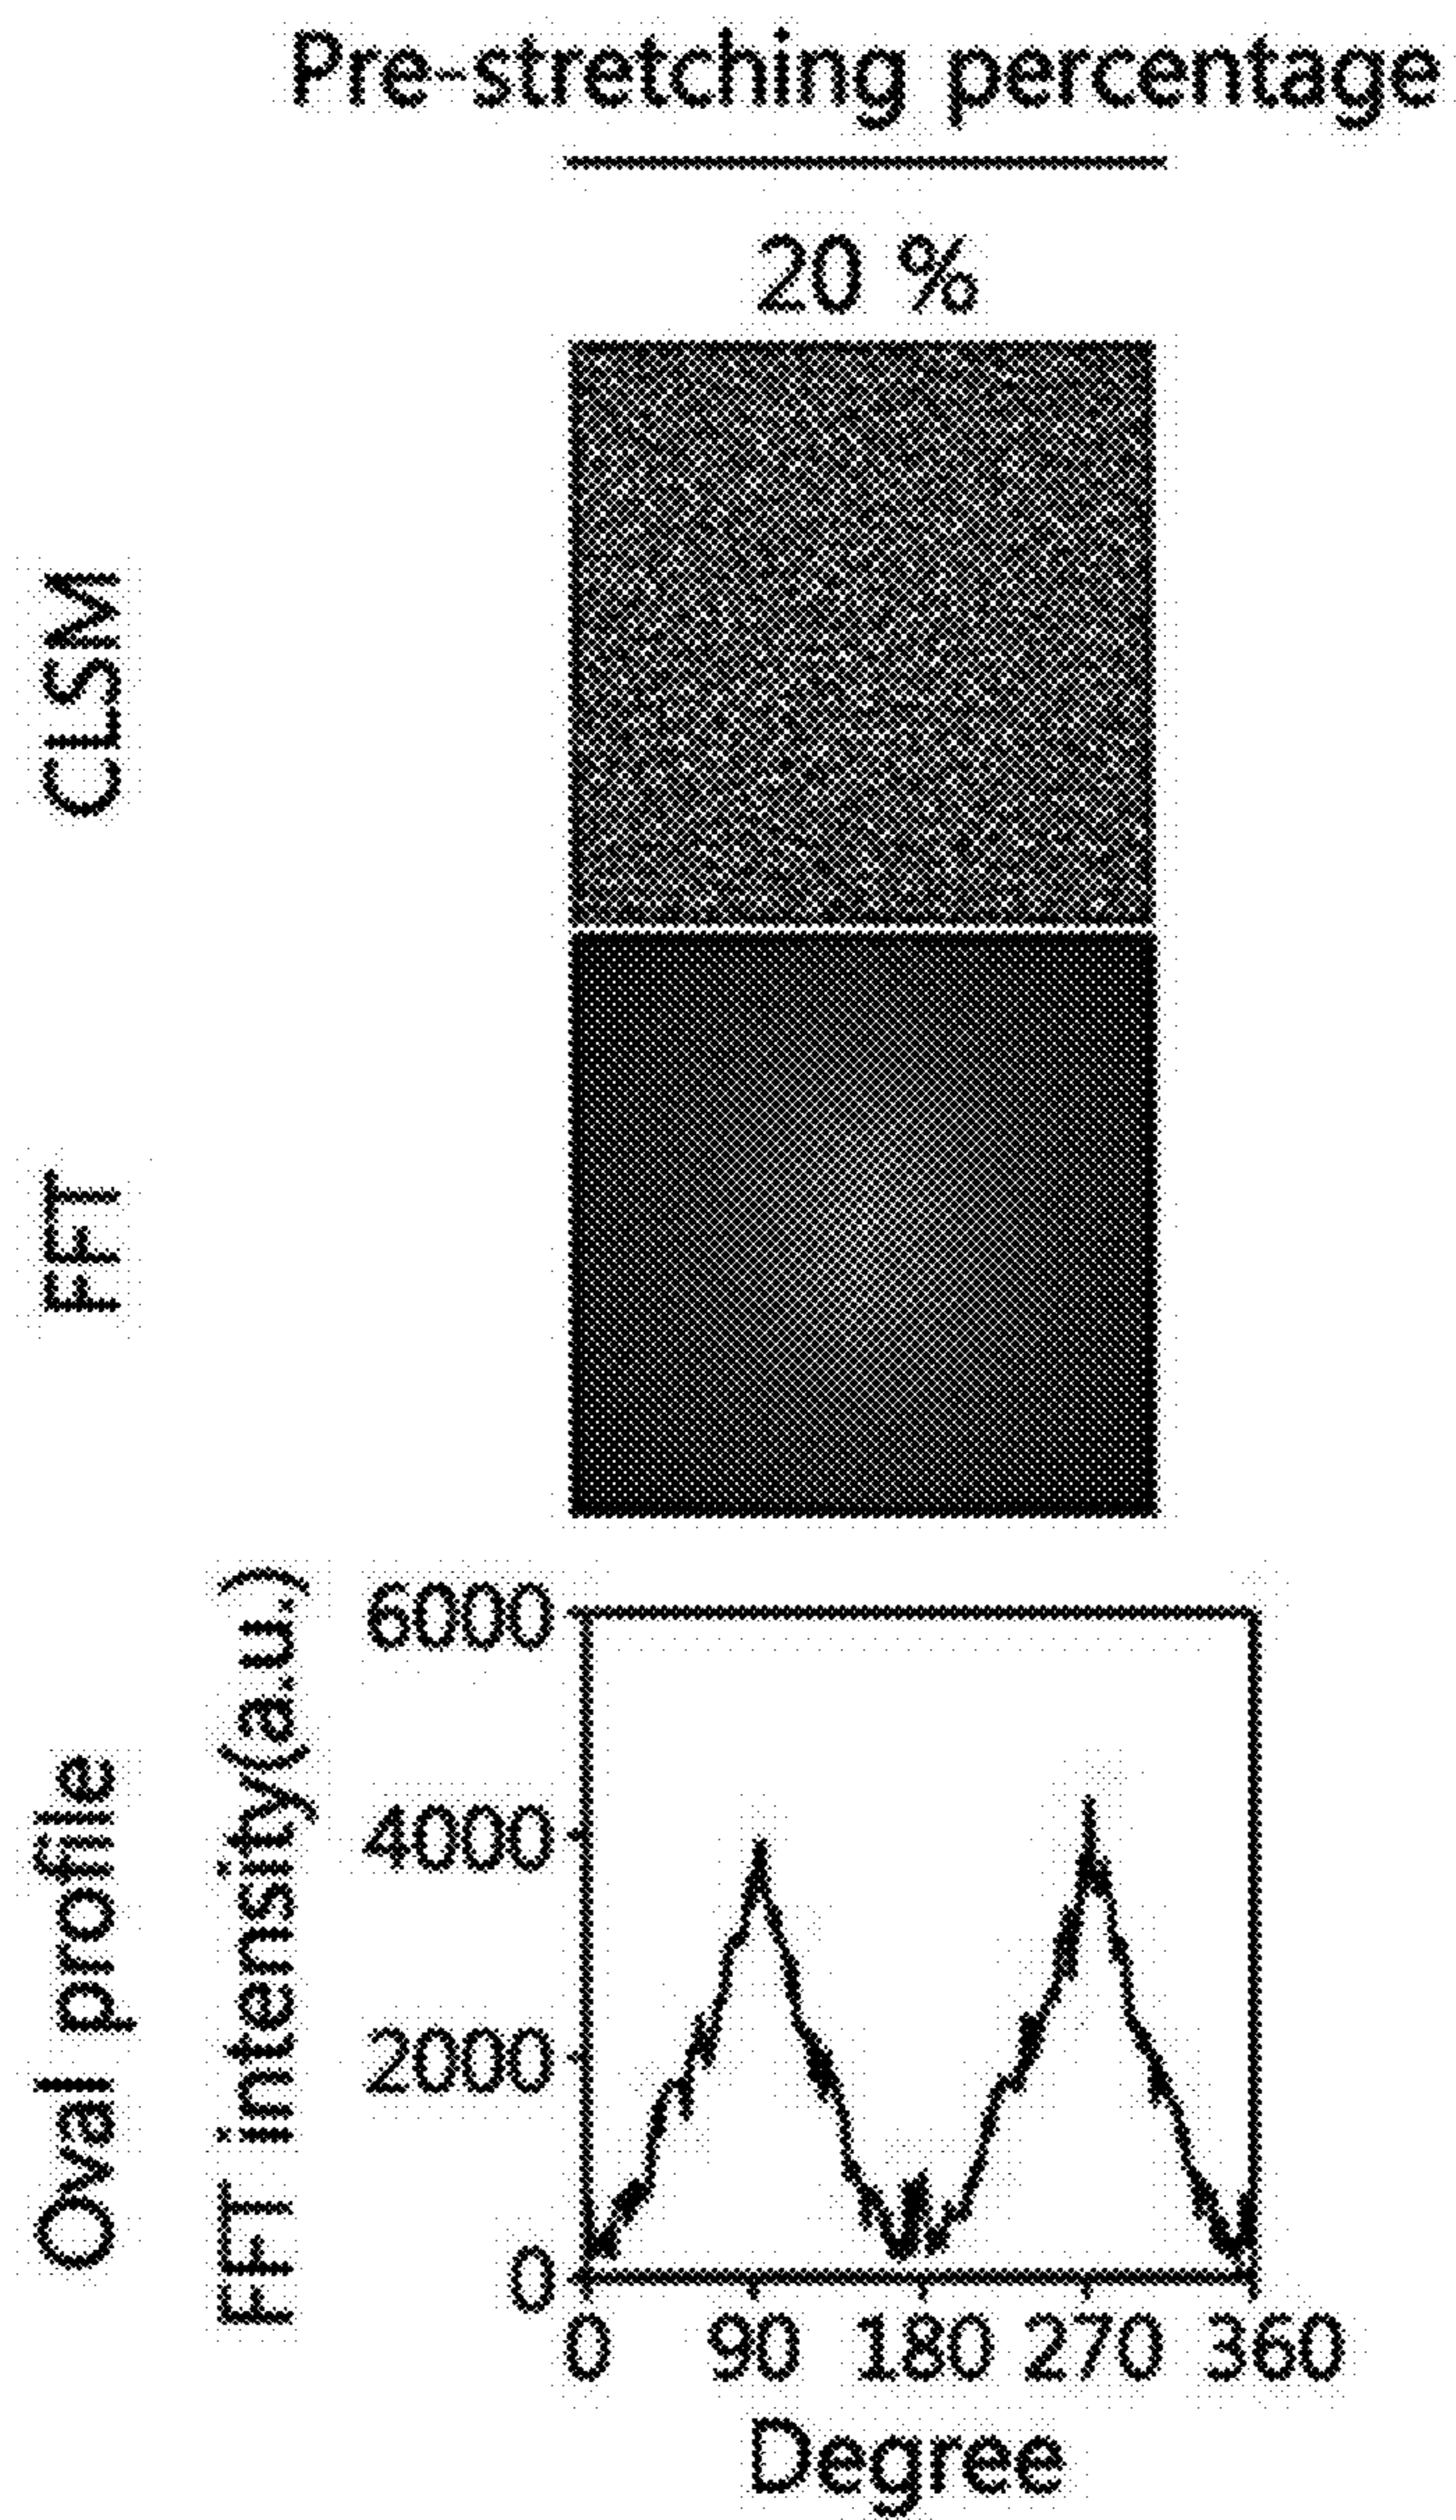 Pre-stretching percentage
20 %
CLSM
FFT
Oval profile
FFT intensity(a.u.)
6000
4000
2000
0
0 90 180 270 360
Degree